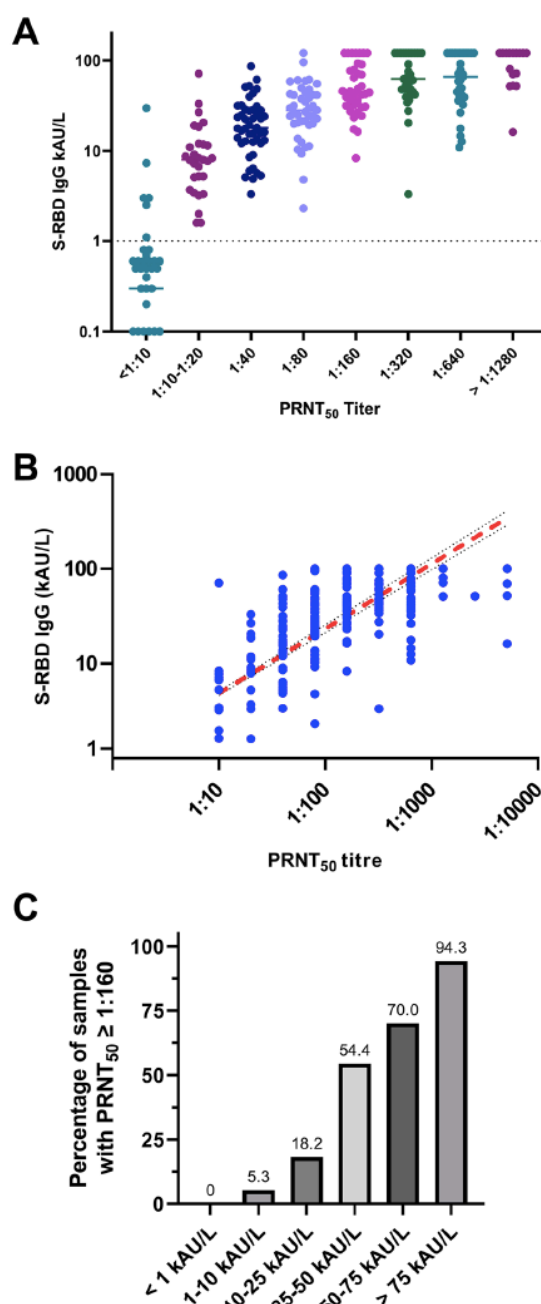 A
S-RBD IgG kAU/L
100
10
1
0.1
<1:10
1:10-1:20
1:40
1:80
1:160
1:320
1:640
> 1:1280
PRNT₅₀ Titer
B
S-RBD IgG (kAU/L)
1000
100
10
1
1:10
1:100
1:1000
1:10000
PRNT₅₀ titre
C
Percentage of samples
with PRNT₅₀ ≥ 1:160
100
75
50
25
0
0
5.3
18.2
54.4
70.0
94.3
< 1 kAU/L
1-10 kAU/L
10-25 kAU/L
25-50 kAU/L
50-75 kAU/L
> 75 kAU/L